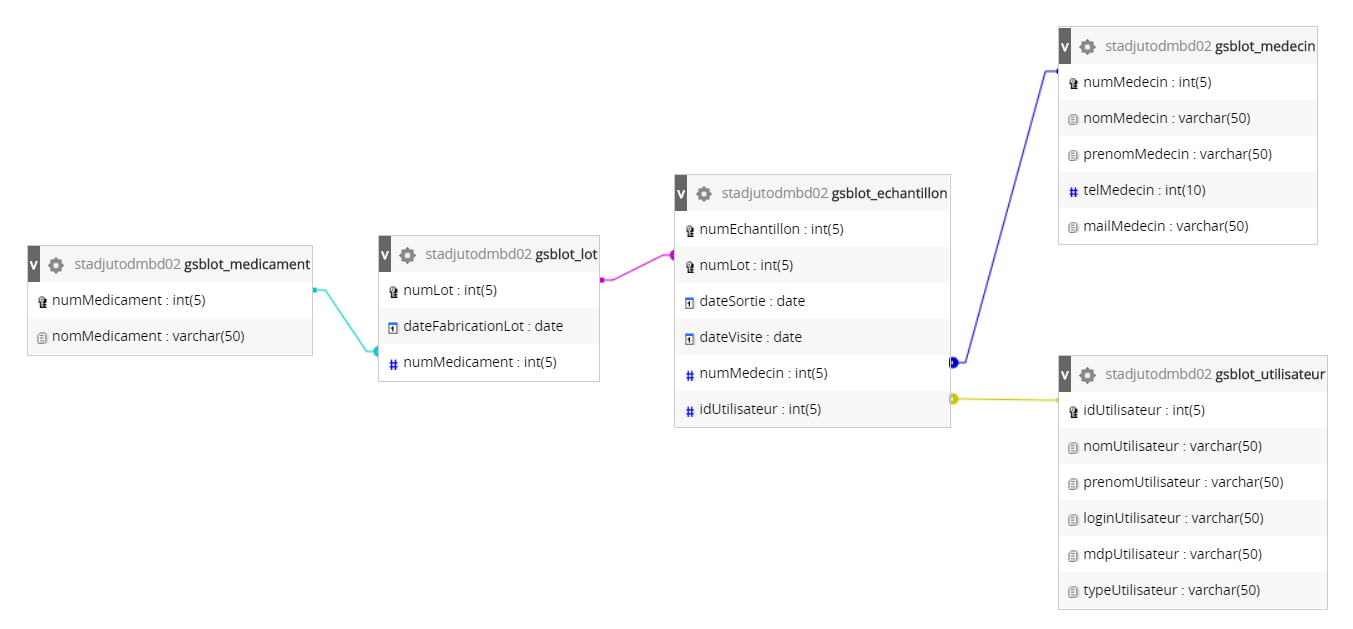 v stadjutodmbd02 gsblot_medicament
numMedicament : int(5)
nomMedicament : varchar(50)
v stadjutodmbd02 gsblot_lot
numLot : int(5)
dateFabricationLot : date
numMedicament : int(5)
v stadjutodmbd02 gsblot_echantillon
numEchantillon : int(5)
numLot : int(5)
dateSortie : date
dateVisite : date
numMedecin : int(5)
idUtilisateur : int(5)
v stadjutodmbd02 gsblot_medecin
numMedecin : int(5)
nomMedecin : varchar(50)
prenomMedecin : varchar(50)
telMedecin : int(10)
mailMedecin : varchar(50)
v stadjutodmbd02 gsblot_utilisateur
idUtilisateur : int(5)
nomUtilisateur : varchar(50)
prenomUtilisateur : varchar(50)
loginUtilisateur : varchar(50)
mdpUtilisateur : varchar(50)
typeUtilisateur : varchar(50)